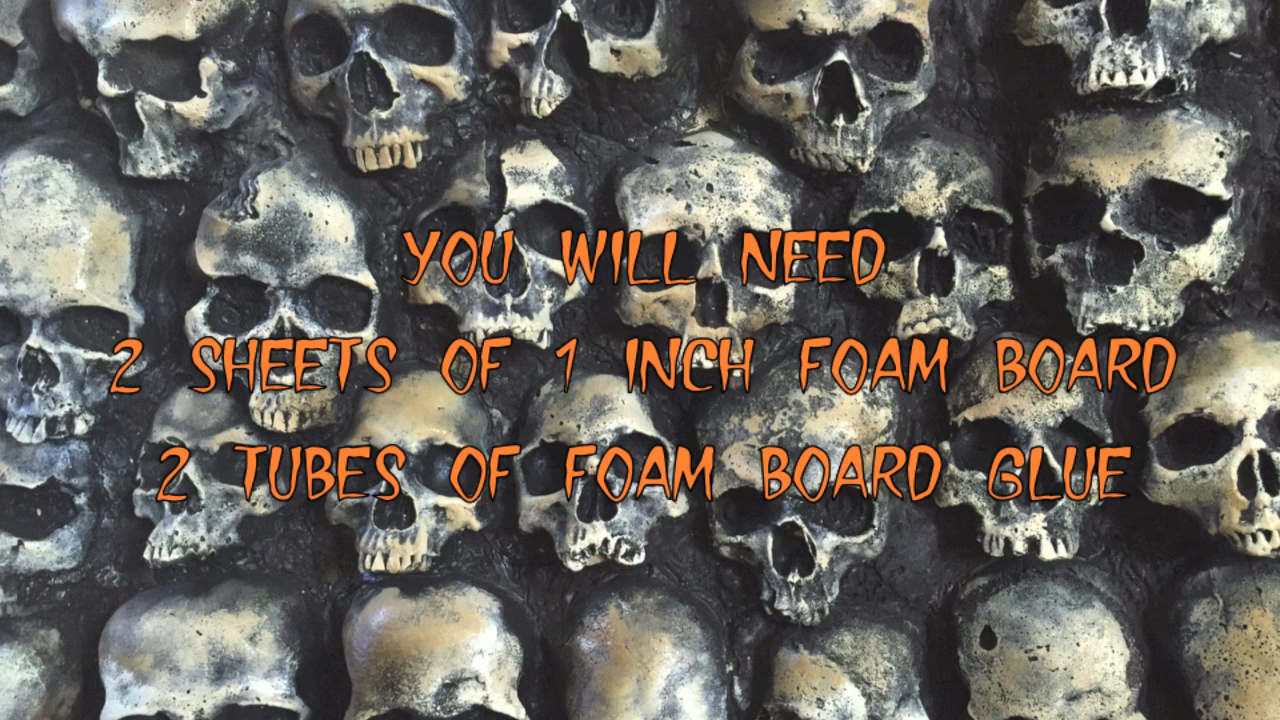 YOU WILL NEED
2 SHEETS OF 1 INCH FOAM BOARD
2 TUBES OF FOAM BOARD GLUE